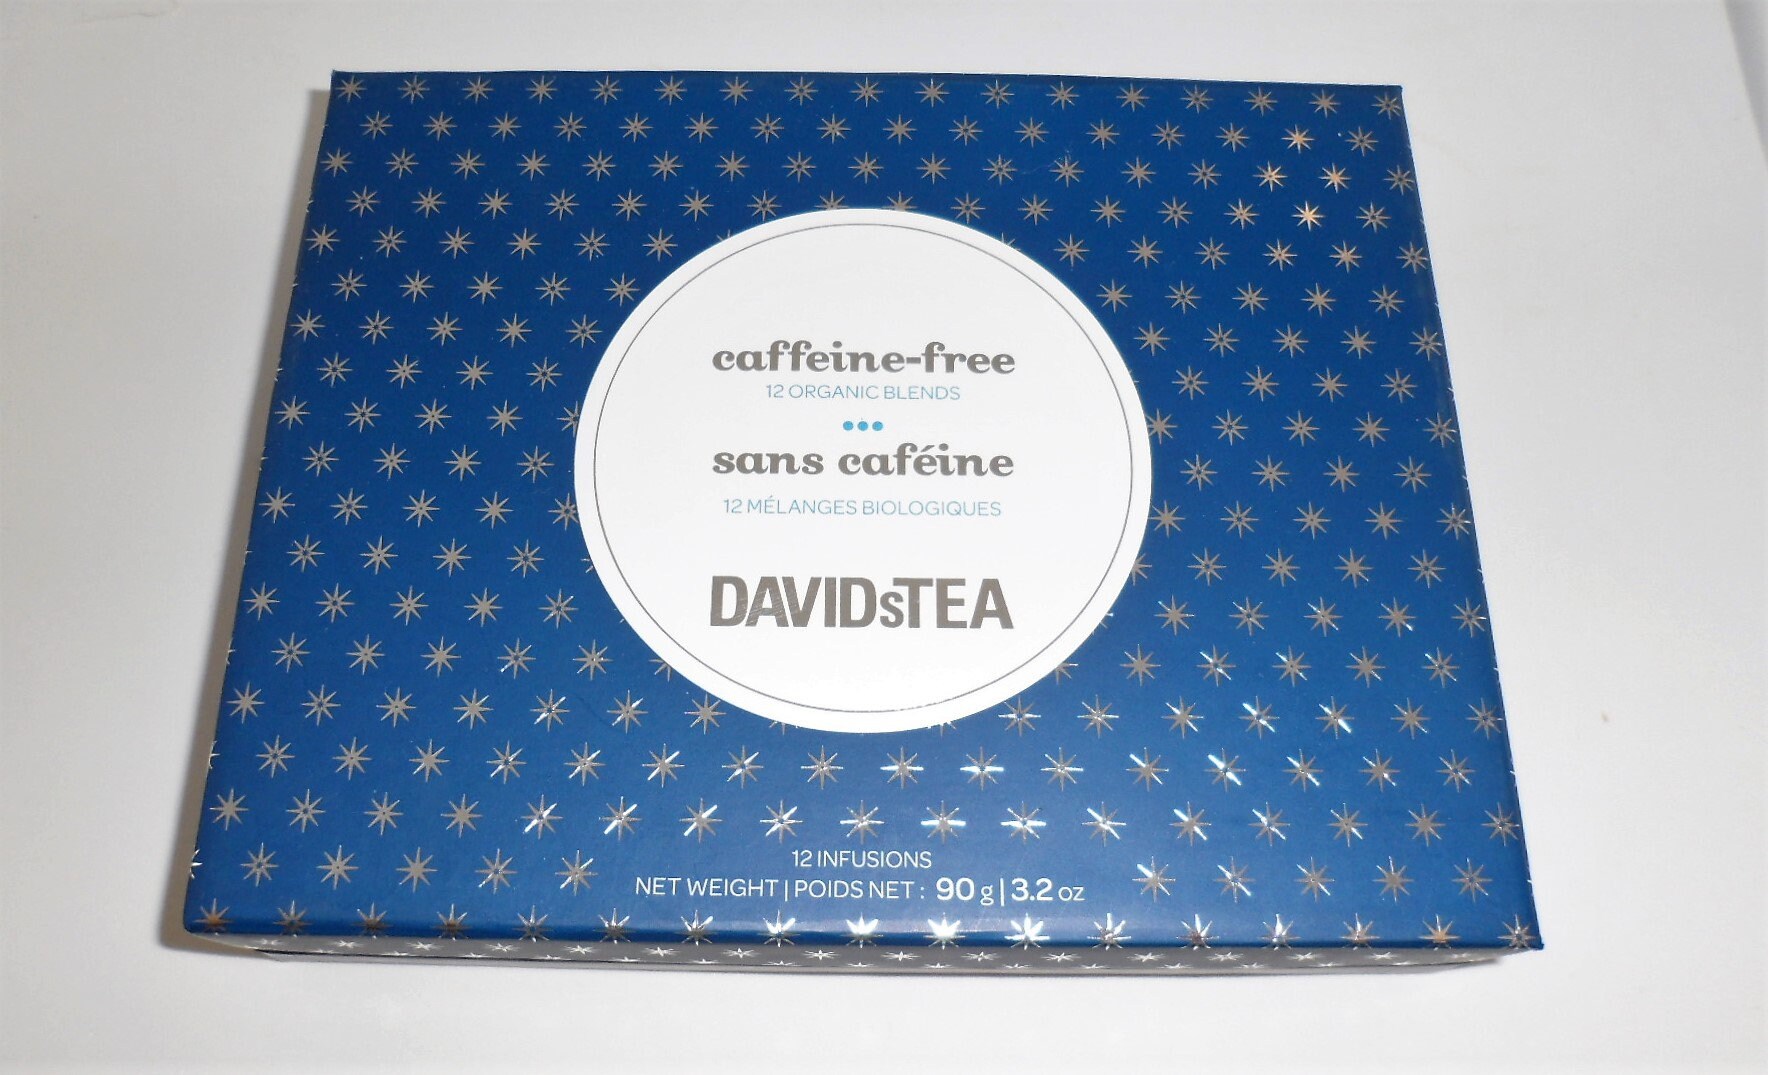 caffeine-free
12 ORGANIC BLENDS
sans caféine
12 MÉLANGES BIOLOGIQUES
DAVIDsTEA
12 INFUSIONS
NET WEIGHT | POIDS NET : 90 g | 3.2 oz